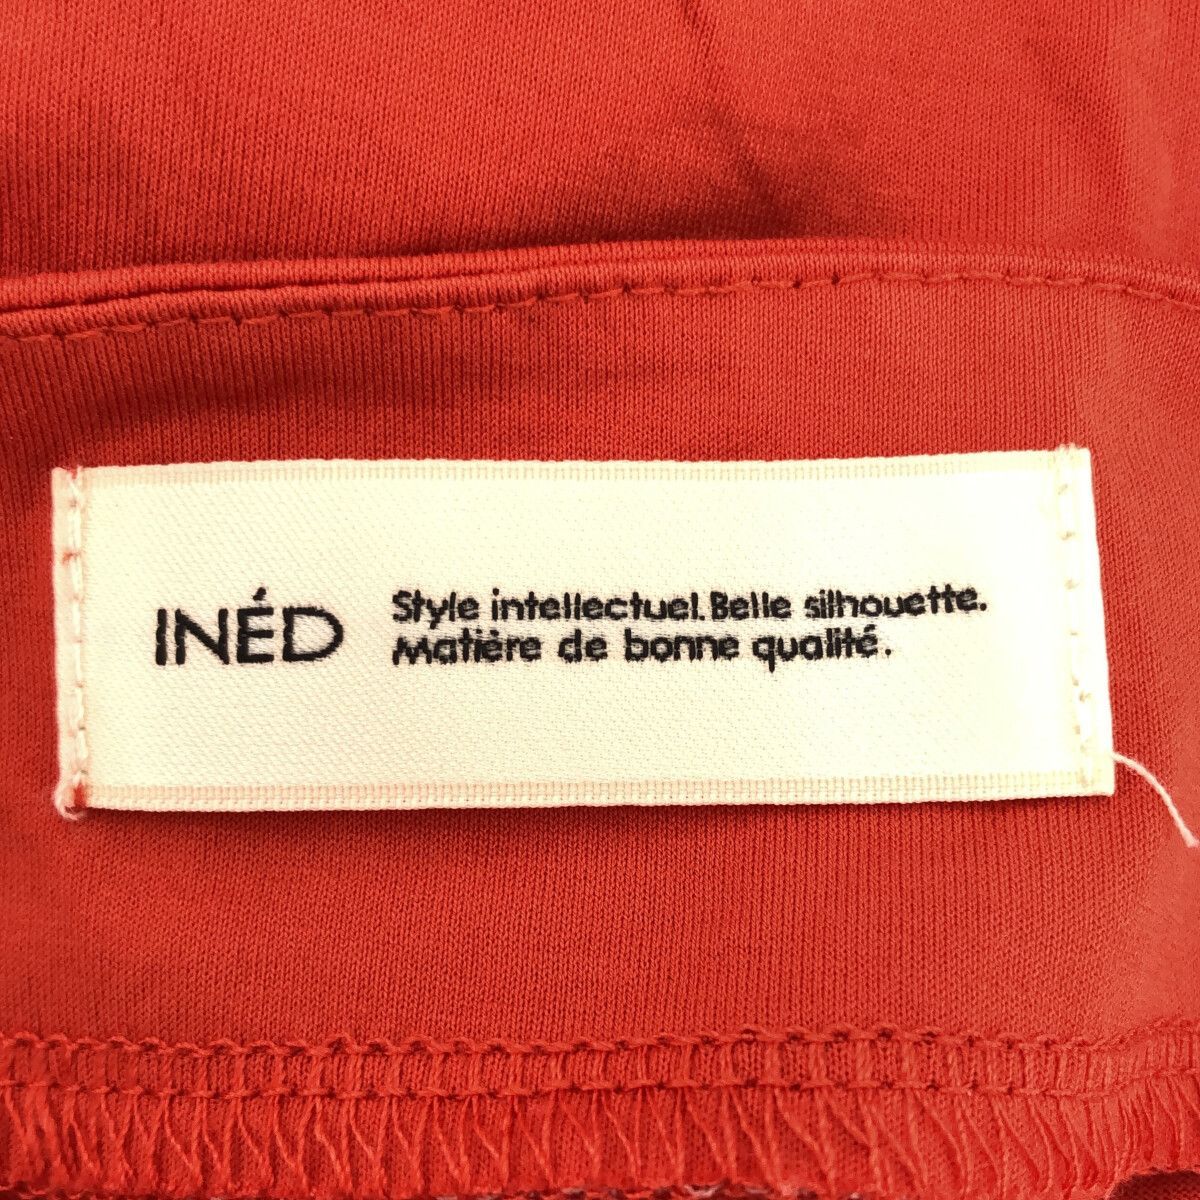 INÉD
Style intellectuel. Belle silhouette.
Matière de bonne qualité.